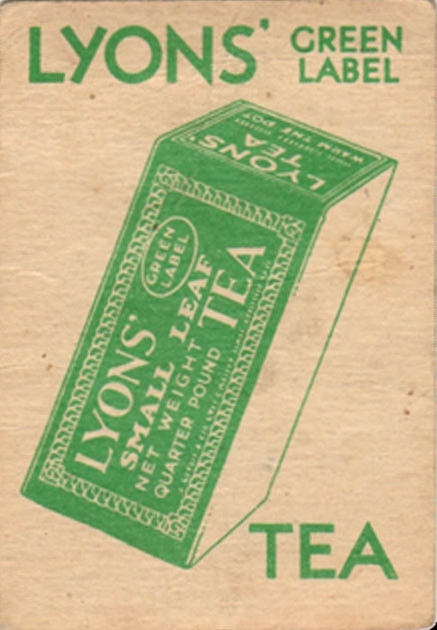 LYONS' GREEN
LABEL
LYONS'
TEA
WARM THE POT
GREEN
LABEL
LYONS'
SMALL LEAF
NET WEIGHT TEA
QUARTER POUND
TEA